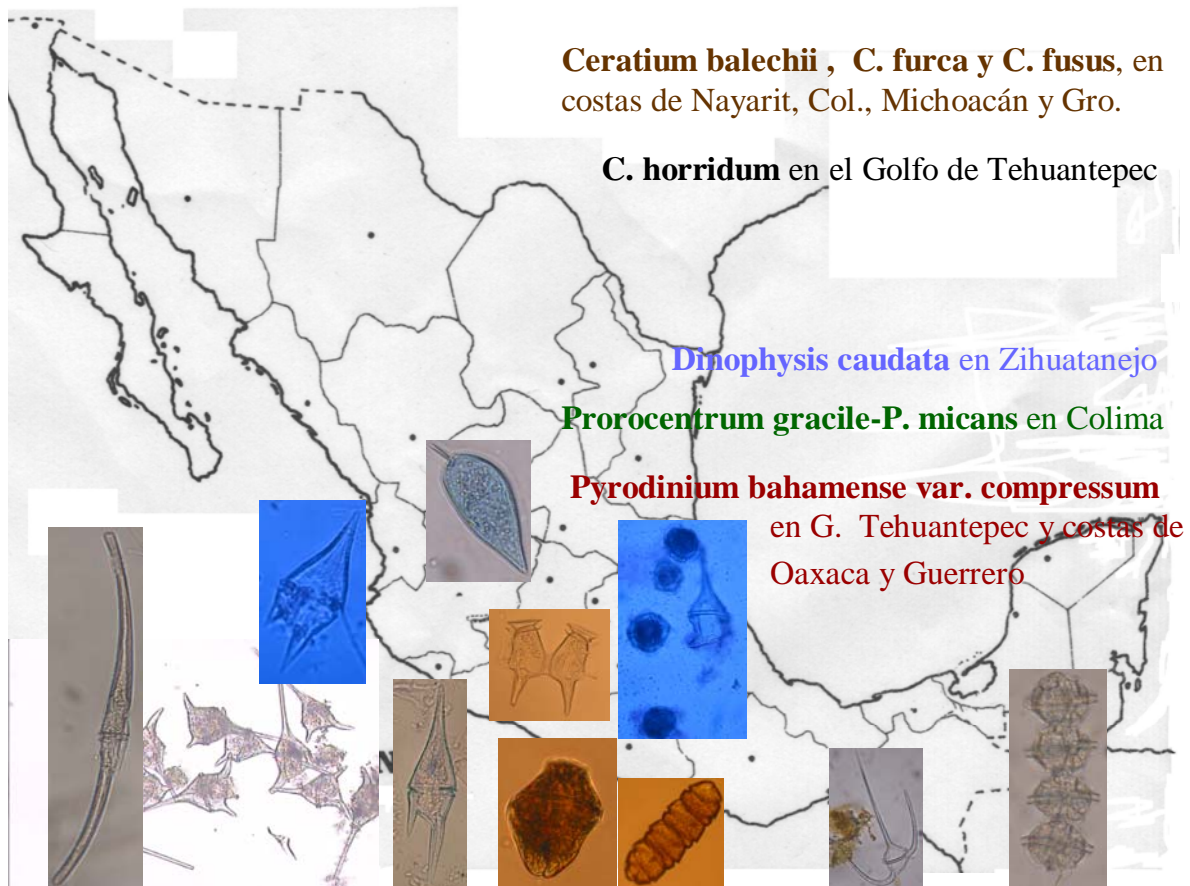 Ceratium balechii , C. furca y C. fusus, en
costas de Nayarit, Col., Michoacán y Gro.
C. horridum en el Golfo de Tehuantepec
Dinophysis caudata en Zihuatanejo
Prorocentrum gracile-P. micans en Colima
Pyrodinium bahamense var. compressum
en G. Tehuantepec y costas de
Oaxaca y Guerrero